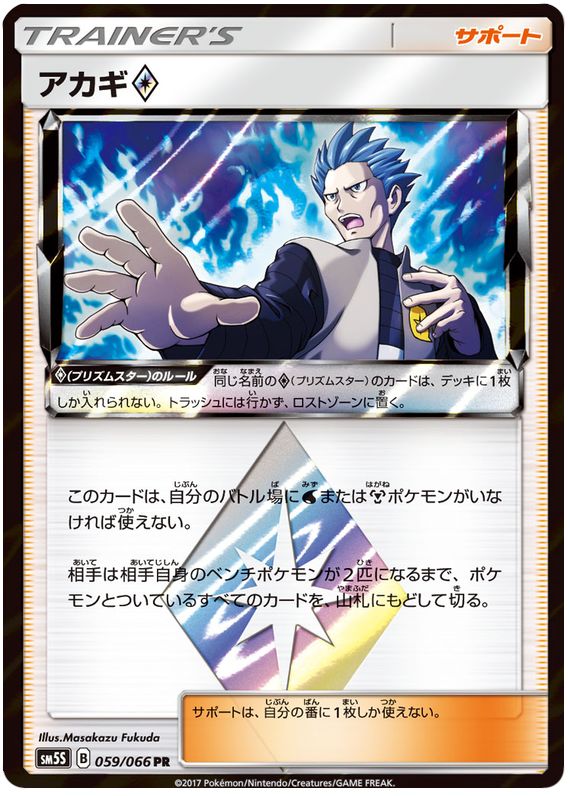 TRAINER'S サポート
アカギ
(プリズムスター)のルール 同じ名前の(プリズムスター)のカードは、デッキに1枚
しか入れられない。トラッシュには行かず、ロストゾーンに置く。
このカードは、自分のバトル場にまたはポケモンがいな
ければ使えない。
相手は相手自身のベンチポケモンが2匹になるまで、ポケ
モンとついているすべてのカードを、山札にもどして切る。
サポートは、自分の番に1枚しか使えない。
Illus.Masakazu Fukuda
SM5S B 059/066 PR
©2017 Pokémon/Nintendo/Creatures/GAME FREAK.